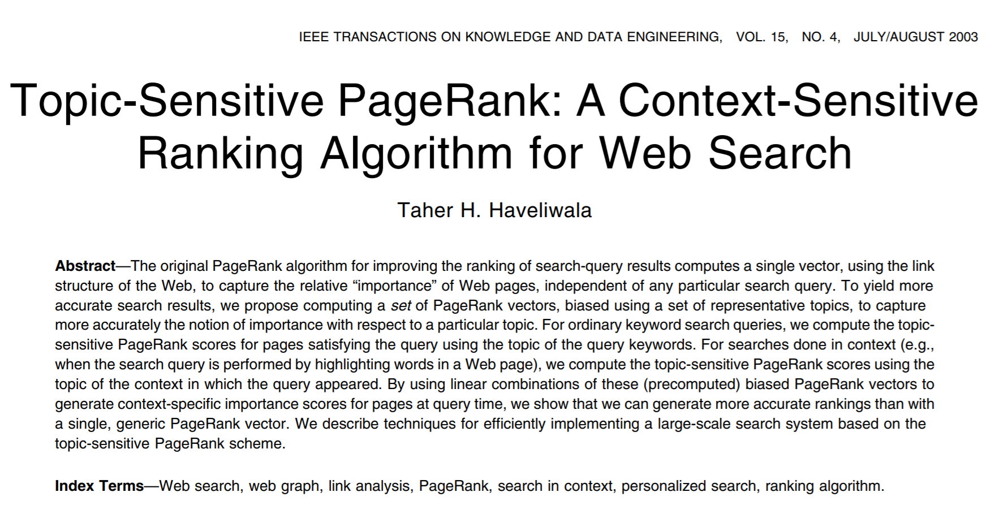 IEEE TRANSACTIONS ON KNOWLEDGE AND DATA ENGINEERING, VOL. 15, NO. 4, JULY/AUGUST 2003
Topic-Sensitive PageRank: A Context-Sensitive
Ranking Algorithm for Web Search
Taher H. Haveliwala
Abstract—The original PageRank algorithm for improving the ranking of search-query results computes a single vector, using the link
structure of the Web, to capture the relative “importance” of Web pages, independent of any particular search query. To yield more
accurate search results, we propose computing a set of PageRank vectors, biased using a set of representative topics, to capture
more accurately the notion of importance with respect to a particular topic. For ordinary keyword search queries, we compute the topic-
sensitive PageRank scores for pages satisfying the query using the topic of the query keywords. For searches done in context (e.g.,
when the search query is performed by highlighting words in a Web page), we compute the topic-sensitive PageRank scores using the
topic of the context in which the query appeared. By using linear combinations of these (precomputed) biased PageRank vectors to
generate context-specific importance scores for pages at query time, we show that we can generate more accurate rankings than with
a single, generic PageRank vector. We describe techniques for efficiently implementing a large-scale search system based on the
topic-sensitive PageRank scheme.
Index Terms—Web search, web graph, link analysis, PageRank, search in context, personalized search, ranking algorithm.